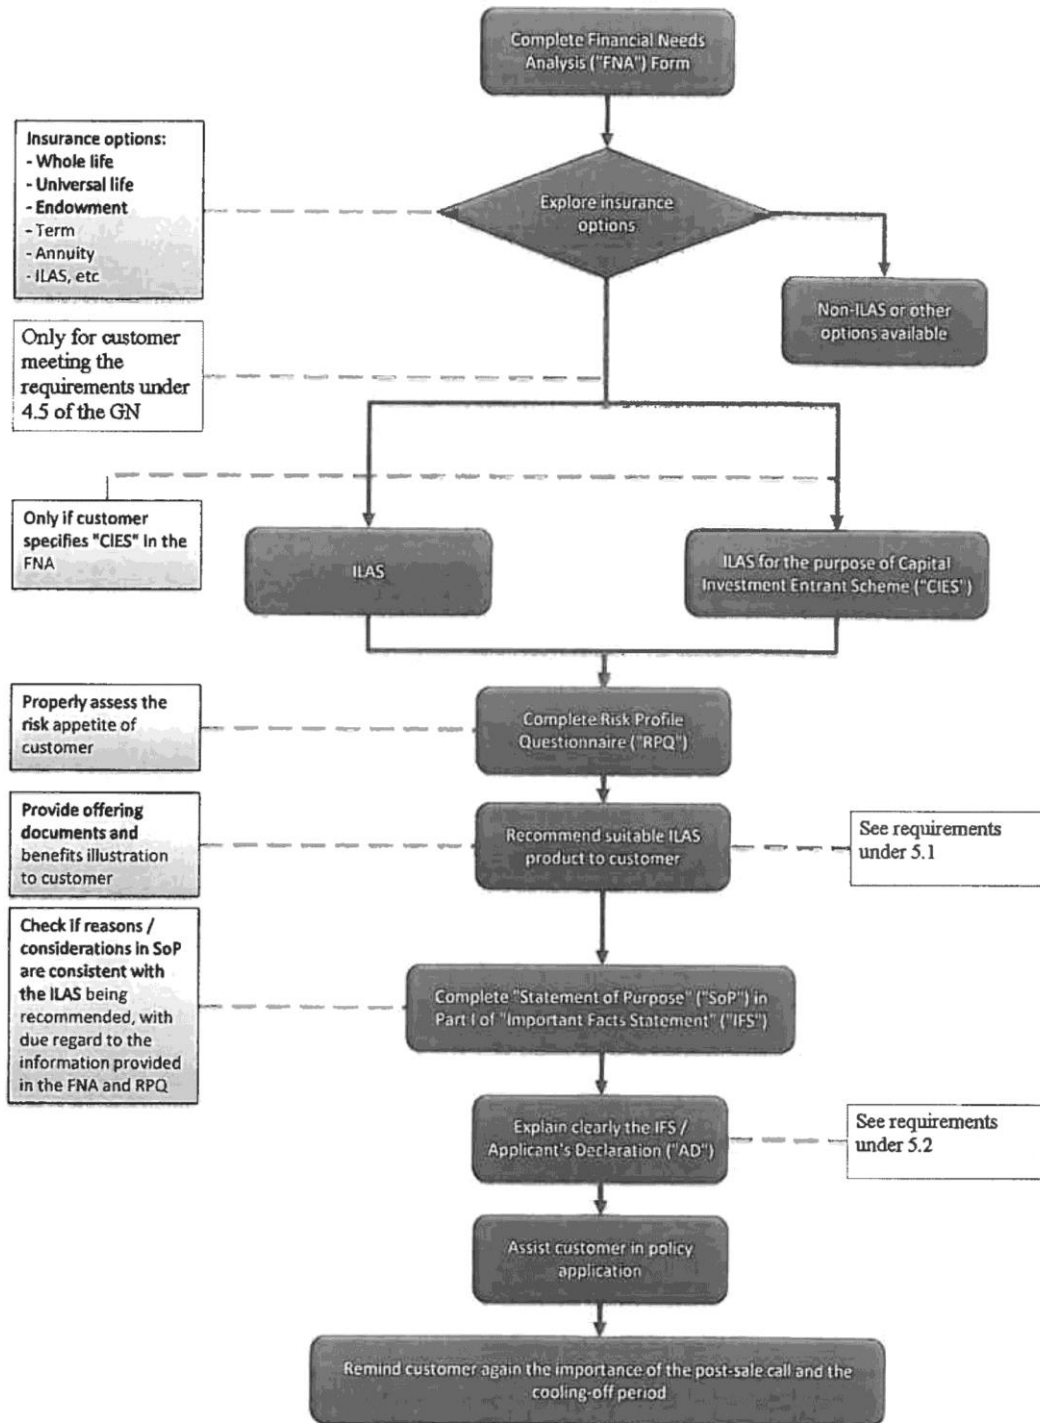 Complete Financial Needs
Analysis ("FNA") Form
Insurance options:
- Whole life
- Universal life
- Endowment
- Term
- Annuity
- ILAS, etc
Explore insurance
options
Non-ILAS or other
options available
Only for customer
meeting the
requirements under
4.5 of the GN
Only if customer
specifies "CIES" in the
FNA
ILAS
ILAS for the purpose of Capital
Investment Entrant Scheme ("CIES")
Properly assess the
risk appetite of
customer
Complete Risk Profile
Questionnaire ("RPQ")
Provide offering
documents and
benefits illustration
to customer
Recommend suitable ILAS
product to customer
See requirements
under 5.1
Check if reasons /
considerations in SoP
are consistent with
the ILAS being
recommended, with
due regard to the
information provided
in the FNA and RPQ
Complete "Statement of Purpose" ("SoP") in
Part I of "Important Facts Statement" ("IFS")
Explain clearly the IFS /
Applicant's Declaration ("AD")
See requirements
under 5.2
Assist customer in policy
application
Remind customer again the importance of the post-sale call and the
cooling-off period